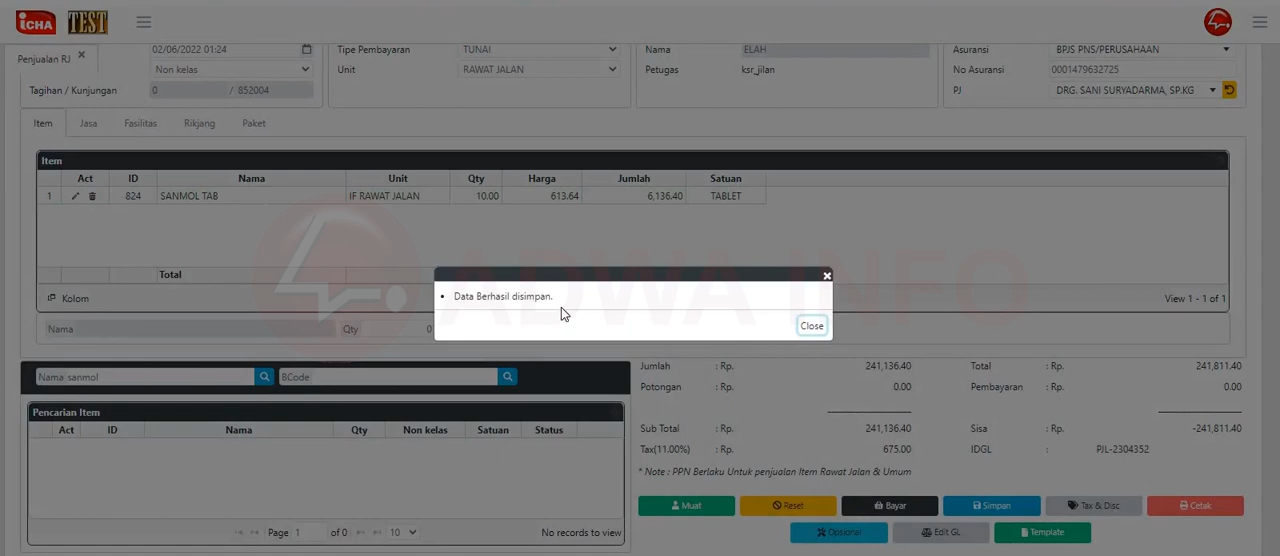 iCHA TEST
Penjualan RJ
02/06/2022 01:24 Tipe Pembayaran TUNAI Nama ELAH Asuransi BPJS PNS/PERUSAHAAN
Non kelas Unit RAWAT JALAN Petugas ksr_jilan No Asuransi 0001479632725
Tagihan / Kunjungan 0 / 852004 PJ DRG. SANI SURYADARMA, SP.KG
Item Jasa Fasilitas Rikjang Paket
Item
Act ID Nama Unit Qty Harga Jumlah Satuan
1 824 SANMOL TAB IF RAWAT JALAN 10.00 613.64 6,136.40 TABLET
ADWA INFO
Total
Data Berhasil disimpan.
Kolom View 1 - 1 of 1
Close
Nama Qty 0
Nama sanmol BCode
Pencarian Item
Act ID Nama Qty Non kelas Satuan Status
Page 1 of 0 10 No records to view
Jumlah : Rp. 241,136.40 Total : Rp. 241,811.40
Potongan : Rp. 0.00 Pembayaran : Rp. 0.00
Sub Total : Rp. 241,136.40 Sisa : Rp. -241,811.40
Tax(11.00%) : Rp. 675.00 IDGL : PJL-2304352
* Note : PPN Berlaku Untuk penjualan Item Rawat Jalan & Umum
Muat Reset Bayar Simpan Tax & Disc Cetak
Opsional Edit GL Template